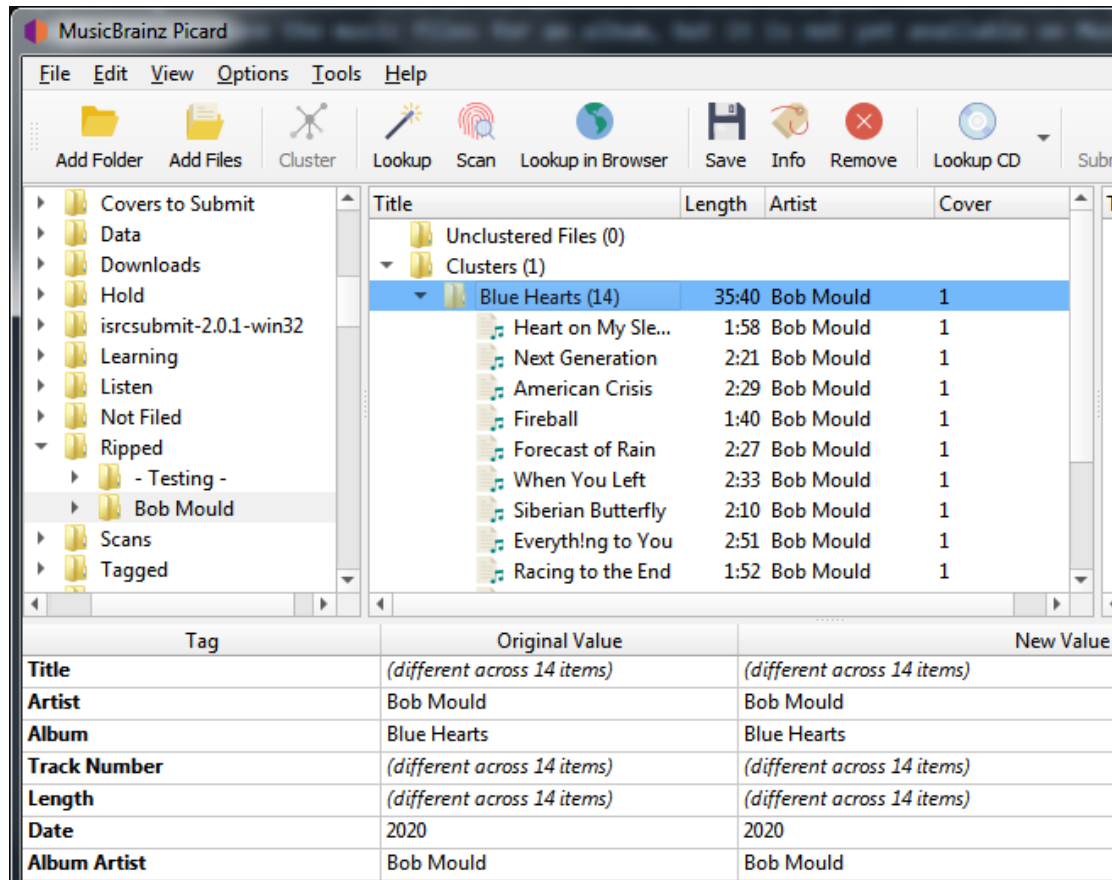 MusicBrainz Picard
File Edit View Options Tools Help
Add Folder Add Files Cluster Lookup Scan Lookup in Browser Save Info Remove Lookup CD
Title Length Artist Cover
Covers to Submit
Data
Downloads
Hold
isrcsubmit-2.0.1-win32
Learning
Listen
Not Filed
Ripped
- Testing -
Bob Mould
Scans
Tagged
Unclustered Files (0)
Clusters (1)
Blue Hearts (14) 35:40 Bob Mould 1
Heart on My Sle... 1:58 Bob Mould 1
Next Generation 2:21 Bob Mould 1
American Crisis 2:29 Bob Mould 1
Fireball 1:40 Bob Mould 1
Forecast of Rain 2:27 Bob Mould 1
When You Left 2:33 Bob Mould 1
Siberian Butterfly 2:10 Bob Mould 1
Everyth!ng to You 2:51 Bob Mould 1
Racing to the End 1:52 Bob Mould 1
Tag Original Value New Value
Title (different across 14 items) (different across 14 items)
Artist Bob Mould Bob Mould
Album Blue Hearts Blue Hearts
Track Number (different across 14 items) (different across 14 items)
Length (different across 14 items) (different across 14 items)
Date 2020 2020
Album Artist Bob Mould Bob Mould